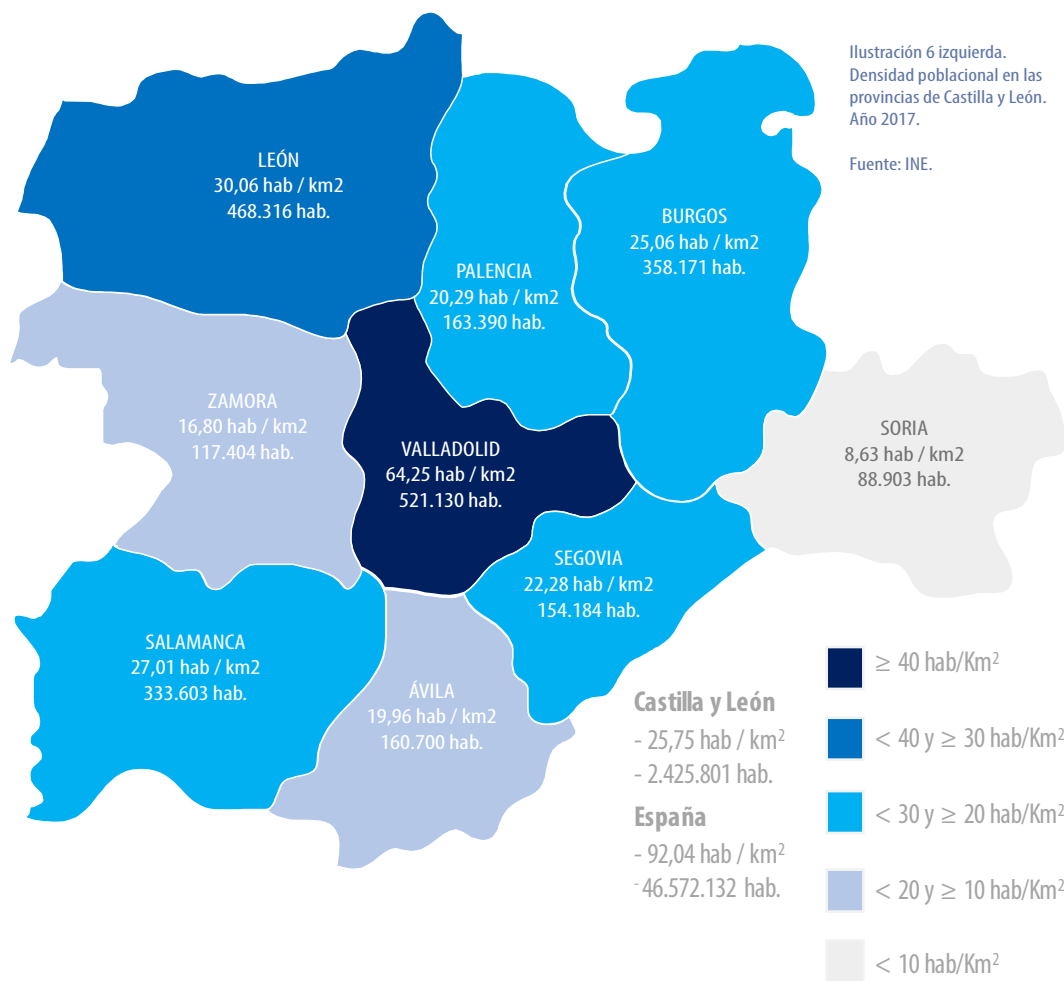 Ilustración 6 izquierda.
Densidad poblacional en las
provincias de Castilla y León.
Año 2017.
Fuente: INE.
LEÓN
30,06 hab / km2
468.316 hab.
BURGOS
25,06 hab / km2
358.171 hab.
PALENCIA
20,29 hab / km2
163.390 hab.
ZAMORA
16,80 hab / km2
117.404 hab.
VALLADOLID
64,25 hab / km2
521.130 hab.
SORIA
8,63 hab / km2
88.903 hab.
SEGOVIA
22,28 hab / km2
154.184 hab.
SALAMANCA
27,01 hab / km2
333.603 hab.
ÁVILA
19,96 hab / km2
160.700 hab.
Castilla y León
- 25,75 hab / km²
- 2.425.801 hab.
España
- 92,04 hab / km²
- 46.572.132 hab.
≥ 40 hab/Km²
< 40 y ≥ 30 hab/Km²
< 30 y ≥ 20 hab/Km²
< 20 y ≥ 10 hab/Km²
< 10 hab/Km²